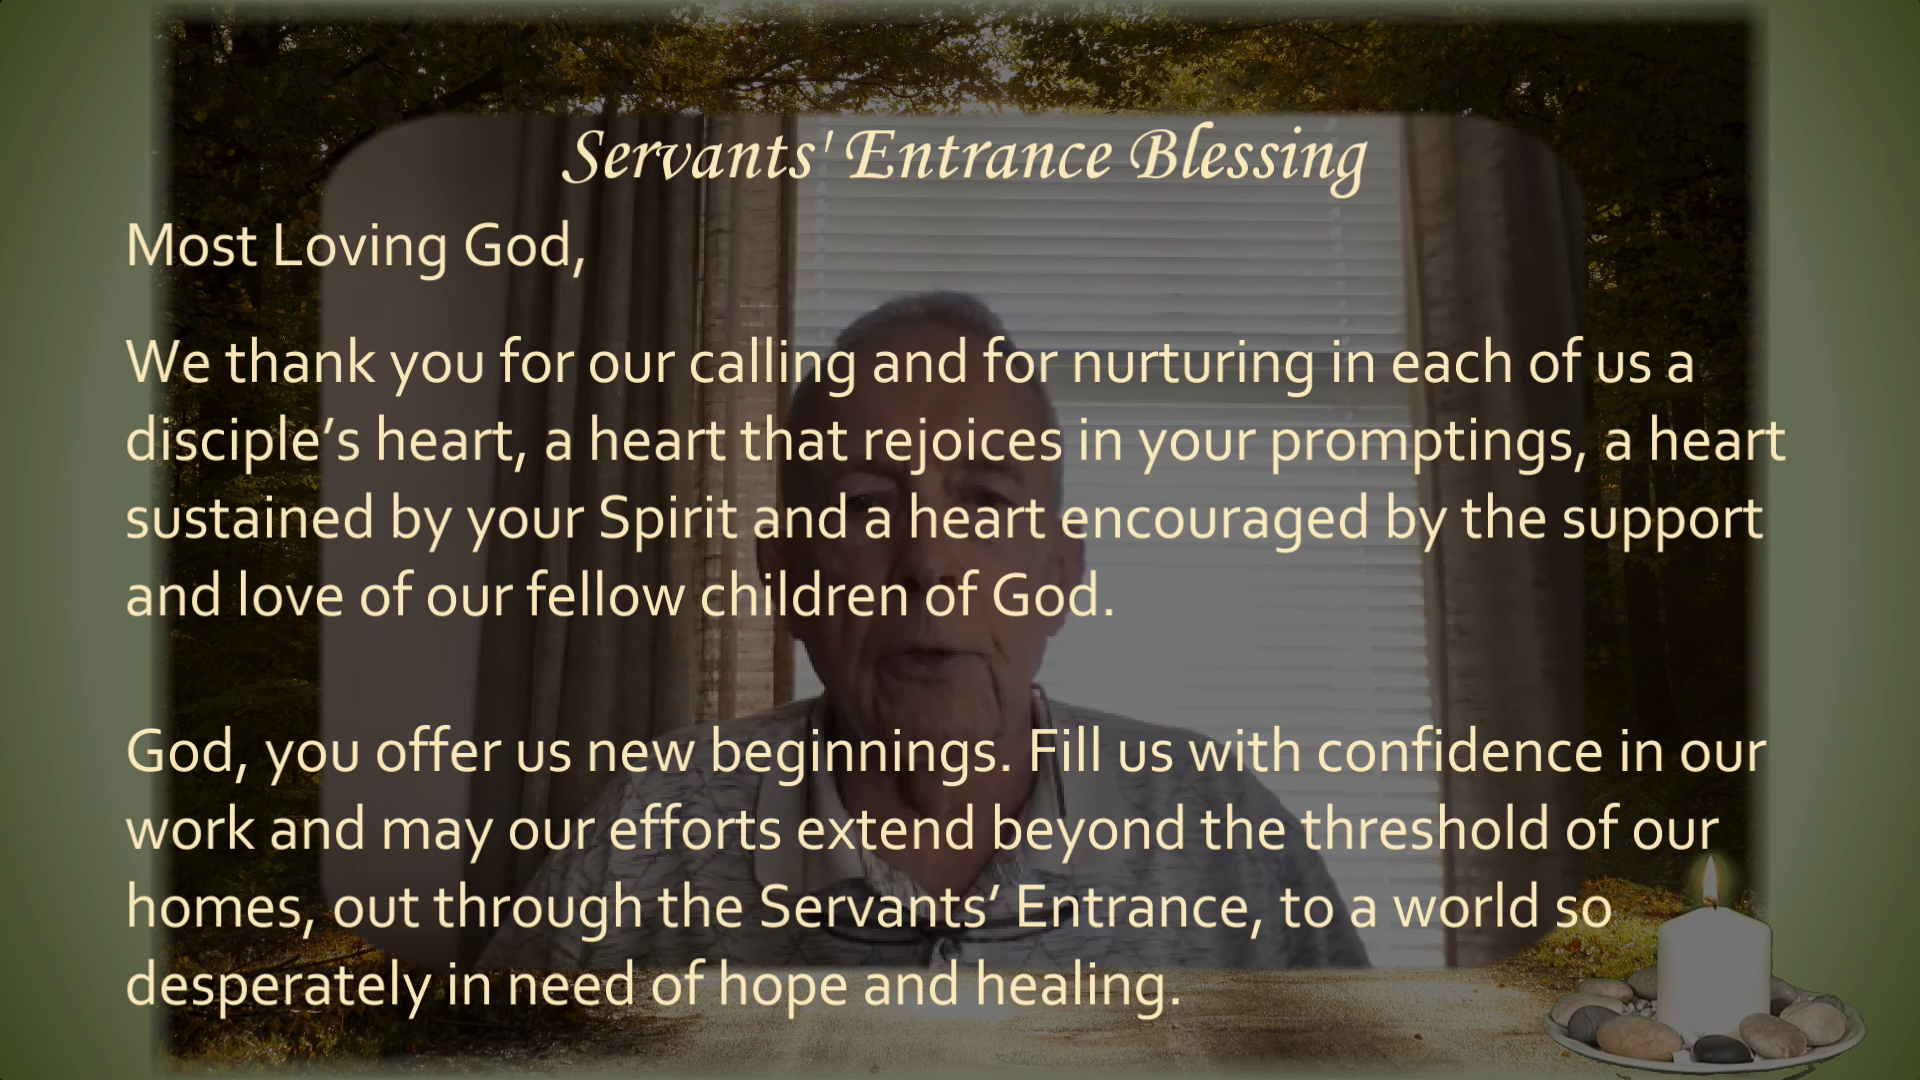 Servants' Entrance Blessing
Most Loving God,
We thank you for our calling and for nurturing in each of us a
disciple’s heart, a heart that rejoices in your promptings, a heart
sustained by your Spirit and a heart encouraged by the support
and love of our fellow children of God.
God, you offer us new beginnings. Fill us with confidence in our
work and may our efforts extend beyond the threshold of our
homes, out through the Servants’ Entrance, to a world so
desperately in need of hope and healing.